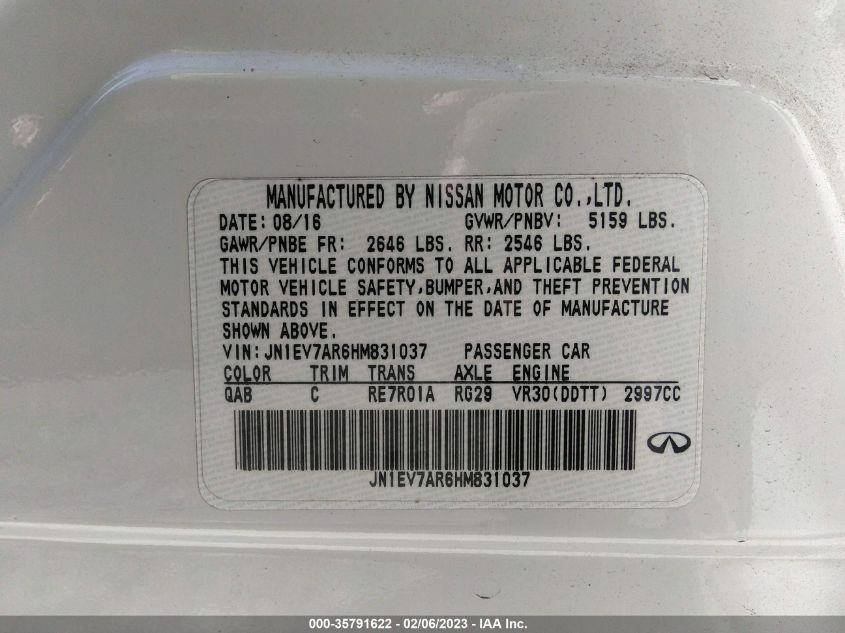 MANUFACTURED BY NISSAN MOTOR CO.,LTD.
DATE: 08/16 GVWR/PNBV: 5159 LBS.
GAWR/PNBE FR: 2646 LBS. RR: 2546 LBS.
THIS VEHICLE CONFORMS TO ALL APPLICABLE FEDERAL
MOTOR VEHICLE SAFETY,BUMPER,AND THEFT PREVENTION
STANDARDS IN EFFECT ON THE DATE OF MANUFACTURE
SHOWN ABOVE.
VIN:JN1EV7AR6HM831037 PASSENGER CAR
COLOR TRIM TRANS AXLE ENGINE
QAB C RE7R01A RG29 VR30(DDTT) 2997CC
JN1EV7AR6HM831037
000-35791622 - 02/06/2023 - IAA Inc.